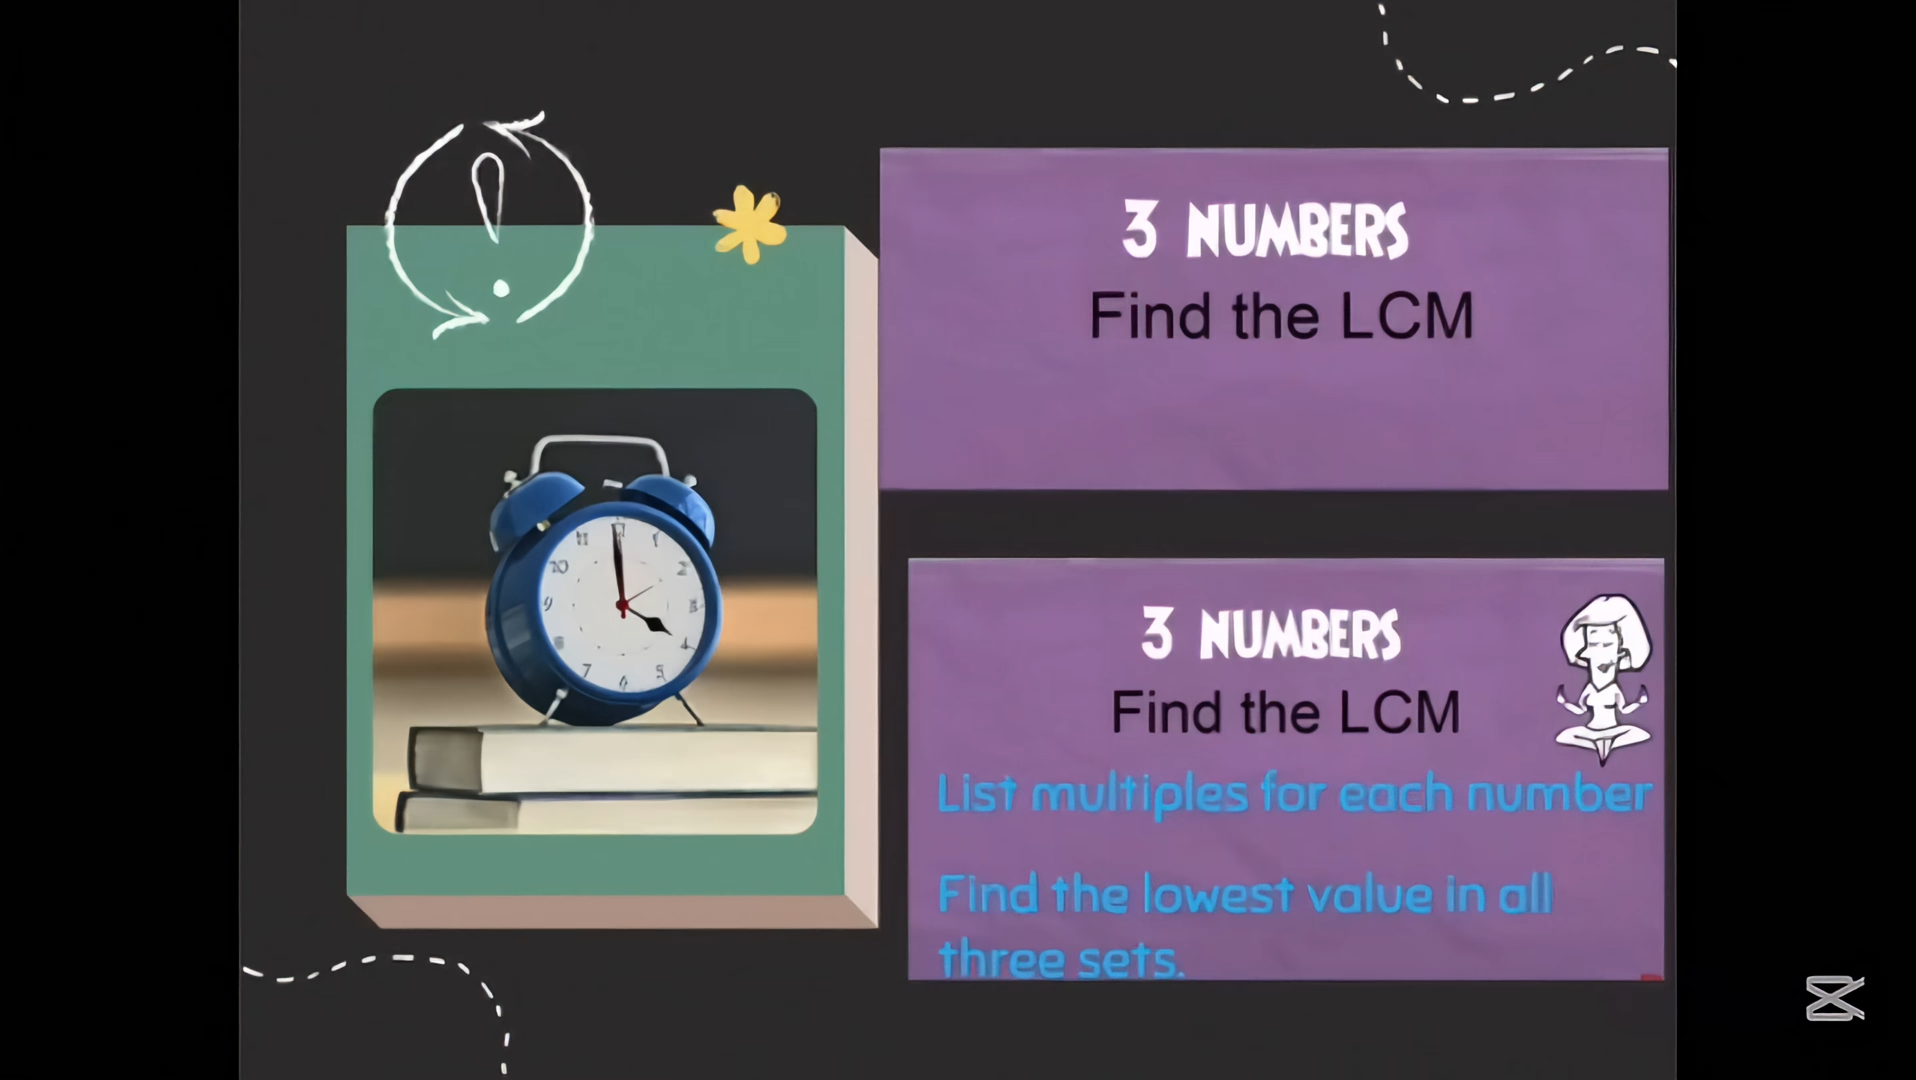 3 NUMBERS
Find the LCM
3 NUMBERS
Find the LCM
List multiples for each number
Find the lowest value in all
three sets.